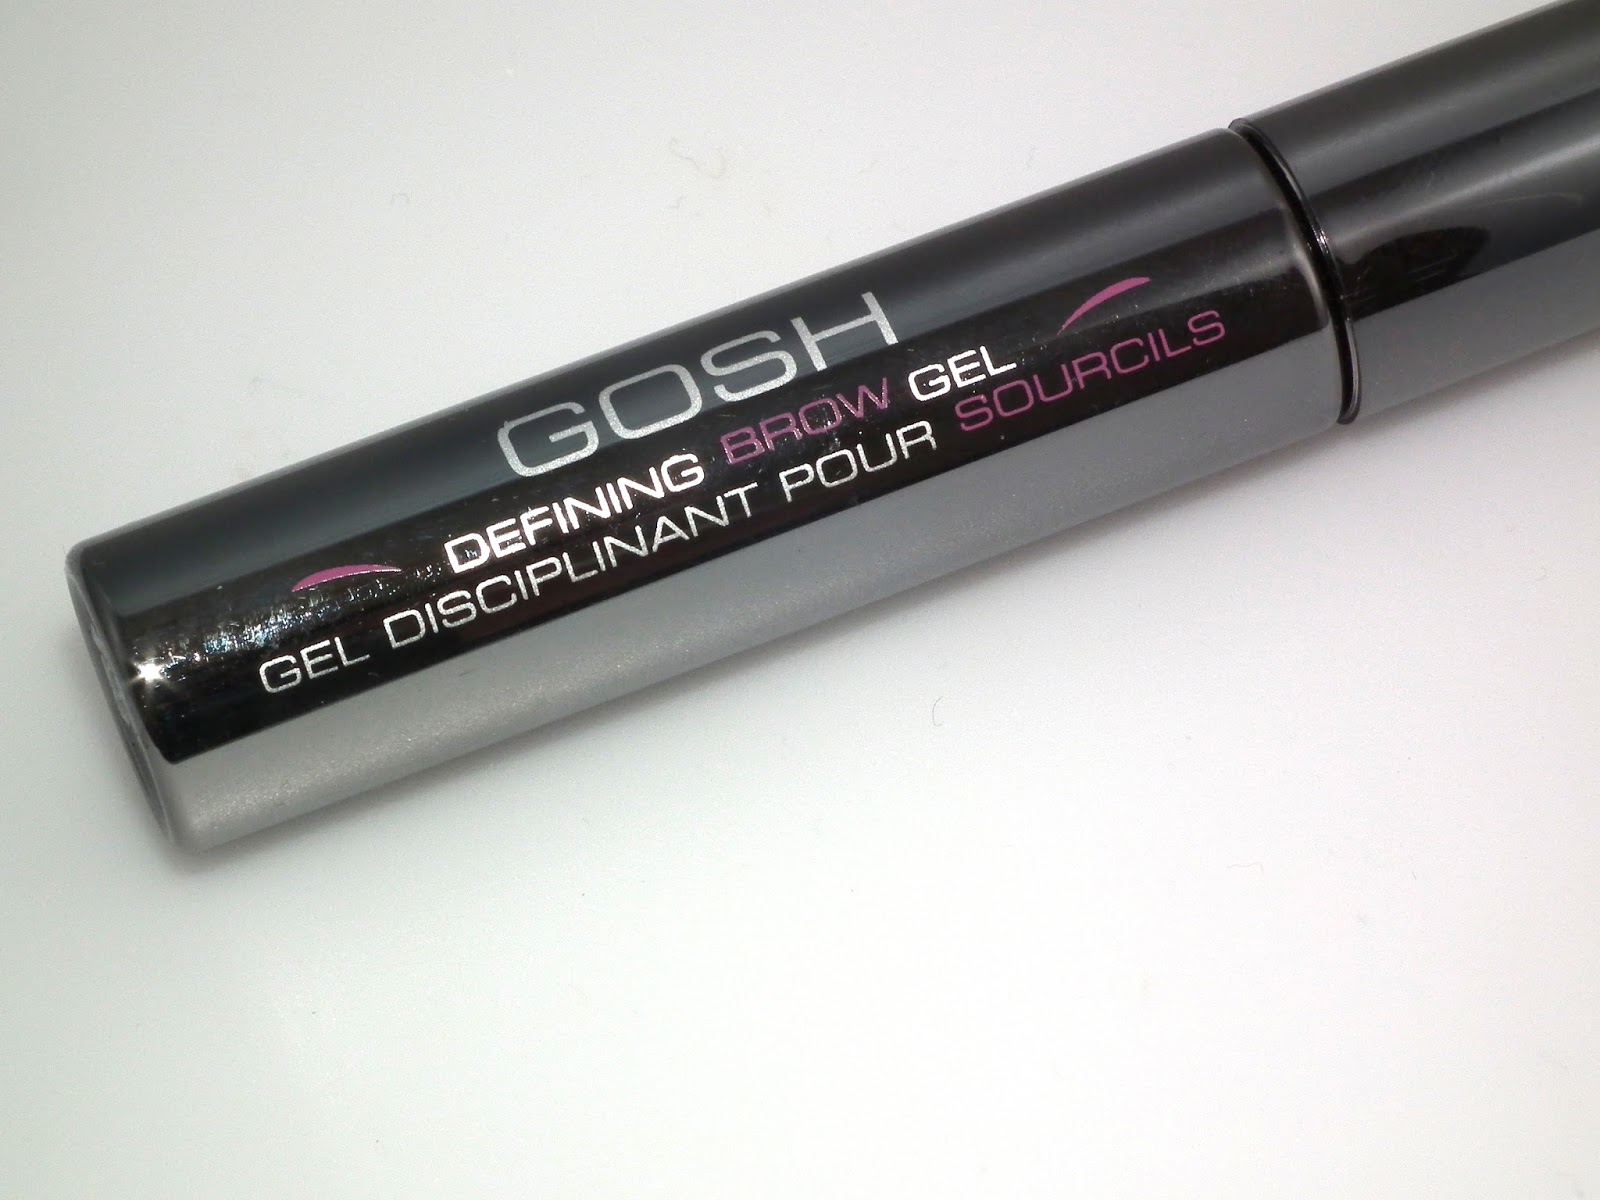 GOSH
DEFINING BROW GEL
GEL DISCIPLINANT POUR SOURCILS